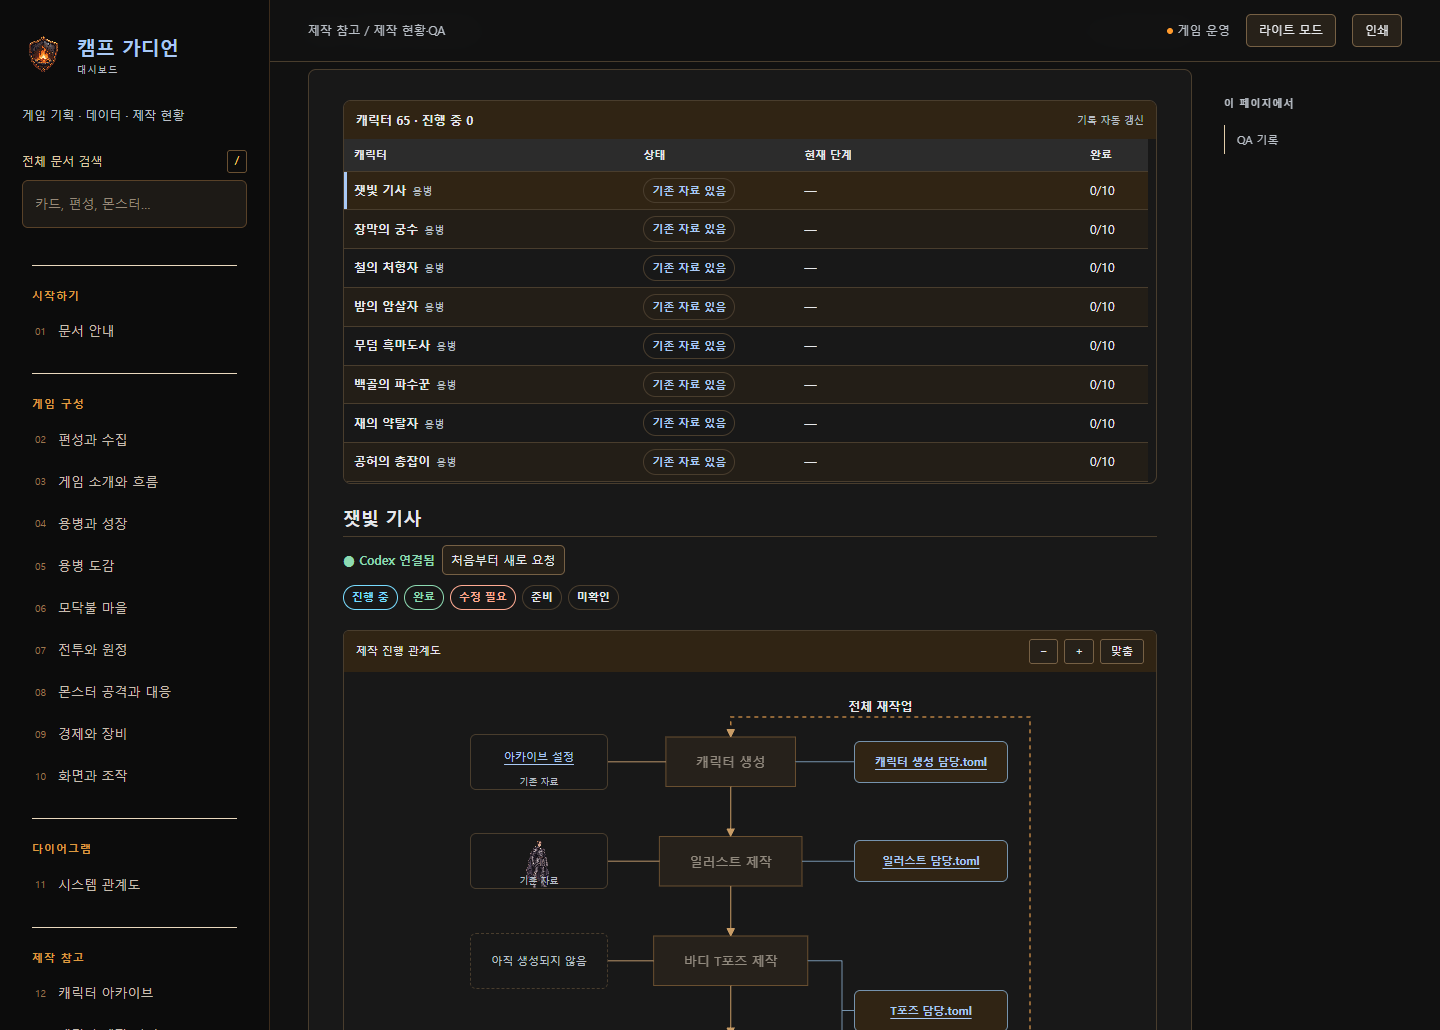 캠프 가디언
대시보드
게임 기획 · 데이터 · 제작 현황
전체 문서 검색
/
카드, 편성, 몬스터...
시작하기
01 문서 안내
게임 구성
02 편성과 수집
03 게임 소개와 흐름
04 용병과 성장
05 용병 도감
06 모닥불 마을
07 전투와 원정
08 몬스터 공격과 대응
09 경제와 장비
10 화면과 조작
다이어그램
11 시스템 관계도
제작 참고
12 캐릭터 아카이브
제작 참고 / 제작 현황·QA
게임 운영
라이트 모드
인쇄
캐릭터 65 · 진행 중 0
기록 자동 갱신
캐릭터 상태 현재 단계 완료
잿빛 기사 용병 기존 자료 있음 — 0/10
장막의 궁수 용병 기존 자료 있음 — 0/10
철의 처형자 용병 기존 자료 있음 — 0/10
밤의 암살자 용병 기존 자료 있음 — 0/10
무덤 흑마도사 용병 기존 자료 있음 — 0/10
백골의 파수꾼 용병 기존 자료 있음 — 0/10
재의 약탈자 용병 기존 자료 있음 — 0/10
공허의 총잡이 용병 기존 자료 있음 — 0/10
잿빛 기사
Codex 연결됨 처음부터 새로 요청
진행 중 완료 수정 필요 준비 미확인
제작 진행 관계도
− + 맞춤
전체 재작업
아카이브 설정
기존 자료
캐릭터 생성
캐릭터 생성 담당.toml
기존 자료
일러스트 제작
일러스트 담당.toml
아직 생성되지 않음
바디 T포즈 제작
T포즈 담당.toml
이 페이지에서
QA 기록